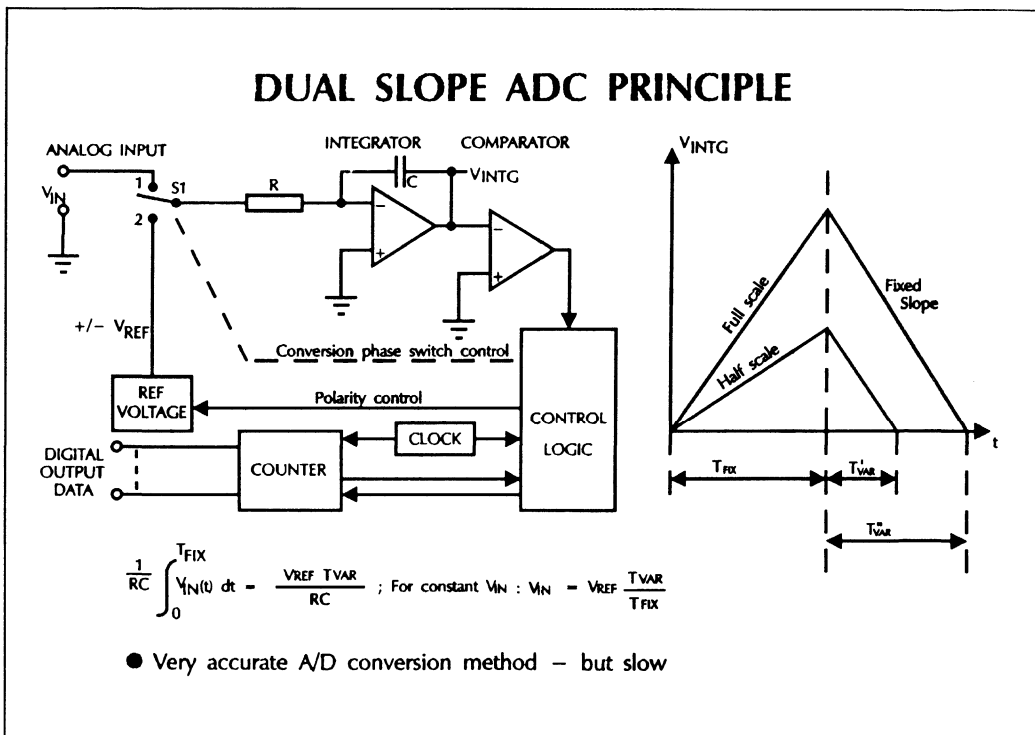 DUAL SLOPE ADC PRINCIPLE
ANALOG INPUT
VIN
1
2
S1
R
INTEGRATOR
C
COMPARATOR
VINTG
−
+
−
+
+/− VREF
Conversion phase switch control
REF
VOLTAGE
Polarity control
CONTROL
LOGIC
CLOCK
COUNTER
DIGITAL
OUTPUT
DATA
VINTG
Full scale
Half scale
Fixed
Slope
t
TFIX
T'VAR
T"VAR
1/RC ∫0^TFIX VIN(t) dt = VREF TVAR / RC ; For constant VIN : VIN = VREF TVAR / TFIX
● Very accurate A/D conversion method – but slow